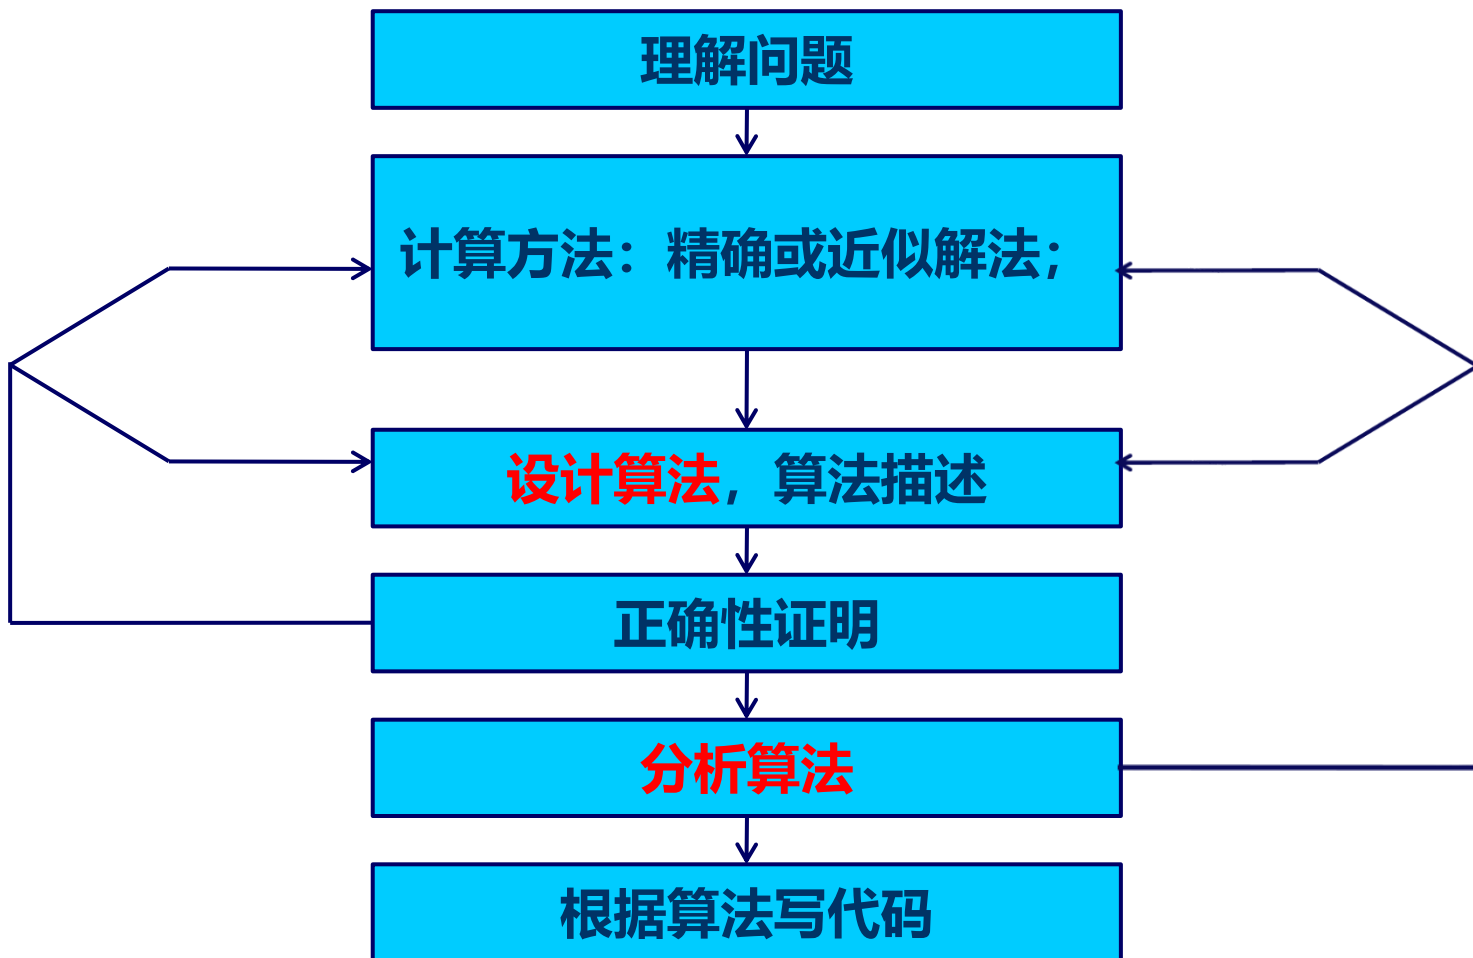 理解问题
计算方法：精确或近似解法；
设计算法，算法描述
正确性证明
分析算法
根据算法写代码